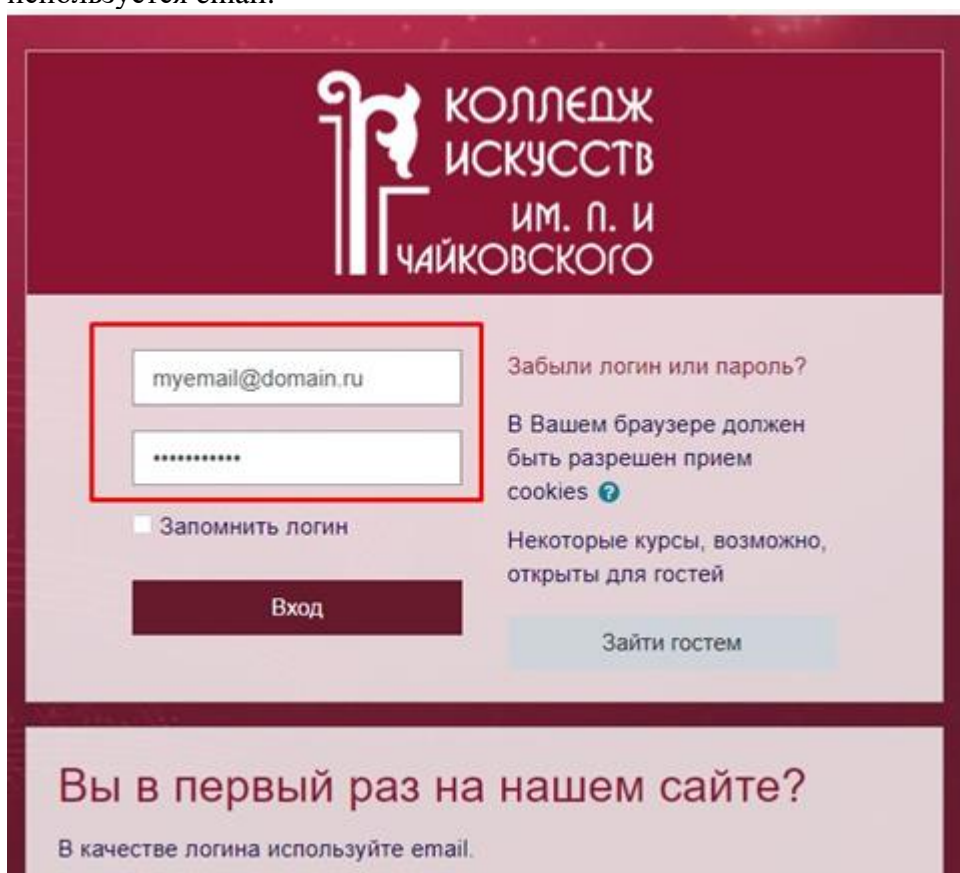 используется email.
КОЛЛЕДЖ
ИСКУССТВ
ИМ. П. И
ЧАЙКОВСКОГО
myemail@domain.ru
•••••••••••
Запомнить логин
Вход
Забыли логин или пароль?
В Вашем браузере должен
быть разрешен прием
cookies ?
Некоторые курсы, возможно,
открыты для гостей
Зайти гостем
Вы в первый раз на нашем сайте?
В качестве логина используйте email.